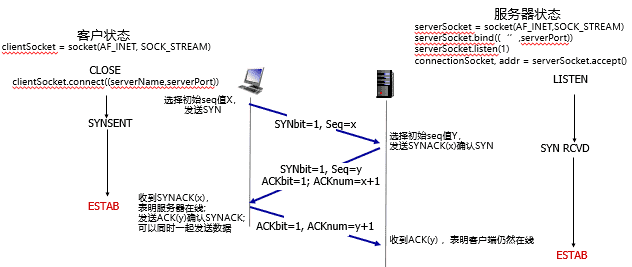 客户状态
clientSocket = socket(AF_INET, SOCK_STREAM)
服务器状态
serverSocket = socket(AF_INET,SOCK_STREAM)
serverSocket.bind((‘’,serverPort))
serverSocket.listen(1)
connectionSocket, addr = serverSocket.accept()
CLOSE
clientSocket.connect((serverName,serverPort))
LISTEN
选择初始seq值X，
发送SYN
SYNSENT
SYNbit=1, Seq=x
选择初始seq值Y，
发送SYNACK(x)确认SYN
SYN RCVD
SYNbit=1, Seq=y
ACKbit=1; ACKnum=x+1
ESTAB
收到SYNACK(x)，
表明服务器在线;
发送ACK(y)确认SYNACK;
可以同时一起发送数据
ACKbit=1, ACKnum=y+1
收到ACK(y) ，表明客户端仍然在线
ESTAB